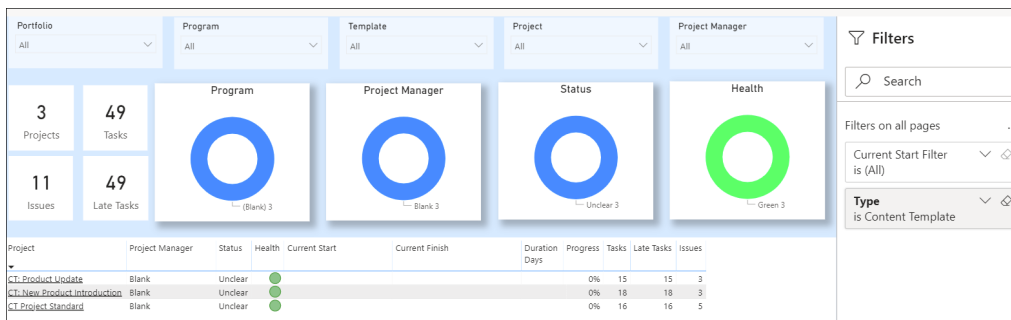 Portfolio
All
Program
All
Template
All
Project
All
Project Manager
All
3
Projects
49
Tasks
11
Issues
49
Late Tasks
Program
(Blank) 3
Project Manager
Blank 3
Status
Unclear 3
Health
Green 3
Project Project Manager Status Health Current Start Current Finish Duration Days Progress Tasks Late Tasks Issues
CT: Product Update Blank Unclear 0% 15 15 3
CT: New Product Introduction Blank Unclear 0% 18 18 3
CT Project Standard Blank Unclear 0% 16 16 5
Filters
Search
Filters on all pages
Current Start Filter
is (All)
Type
is Content Template